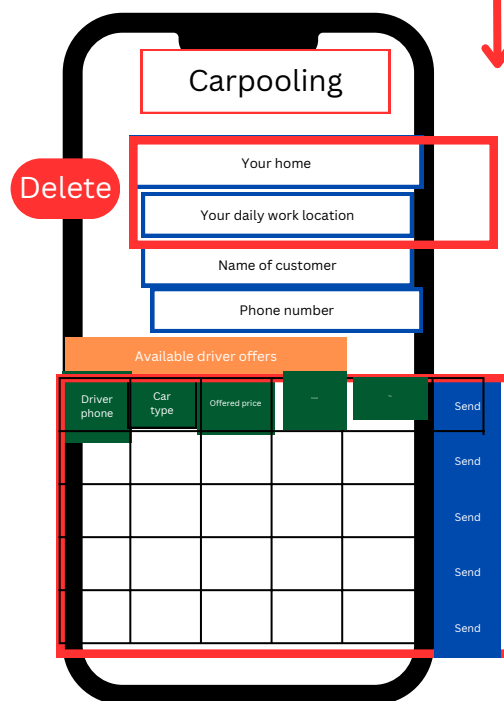 Carpooling
Your home
Delete
Your daily work location
Name of customer
Phone number
Available driver offers
Driver
phone
Car
type
Offered price
Send
Send
Send
Send
Send